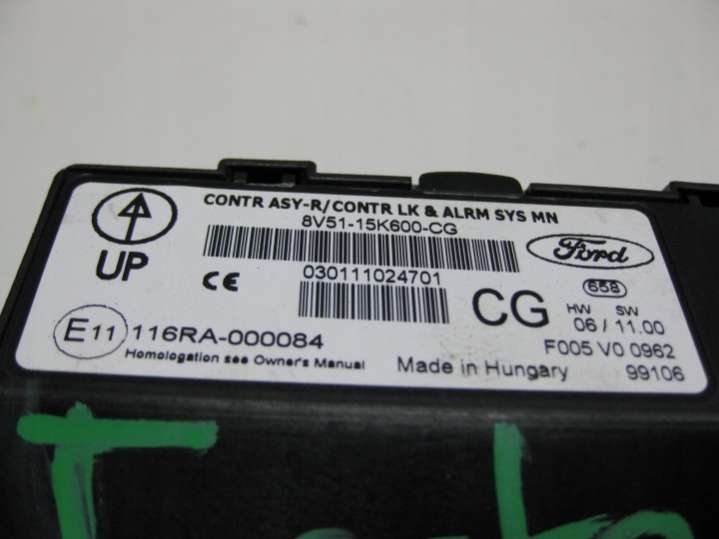 CONTR ASY-R/CONTR LK & ALRM SYS MN
8V51-15K600-CG
Ford
UP
CE
030111024701
CG
658
HW SW
06 / 11.00
E11 116RA-000084
F005 V0 0962
Homologation see Owner's Manual
Made in Hungary
99106